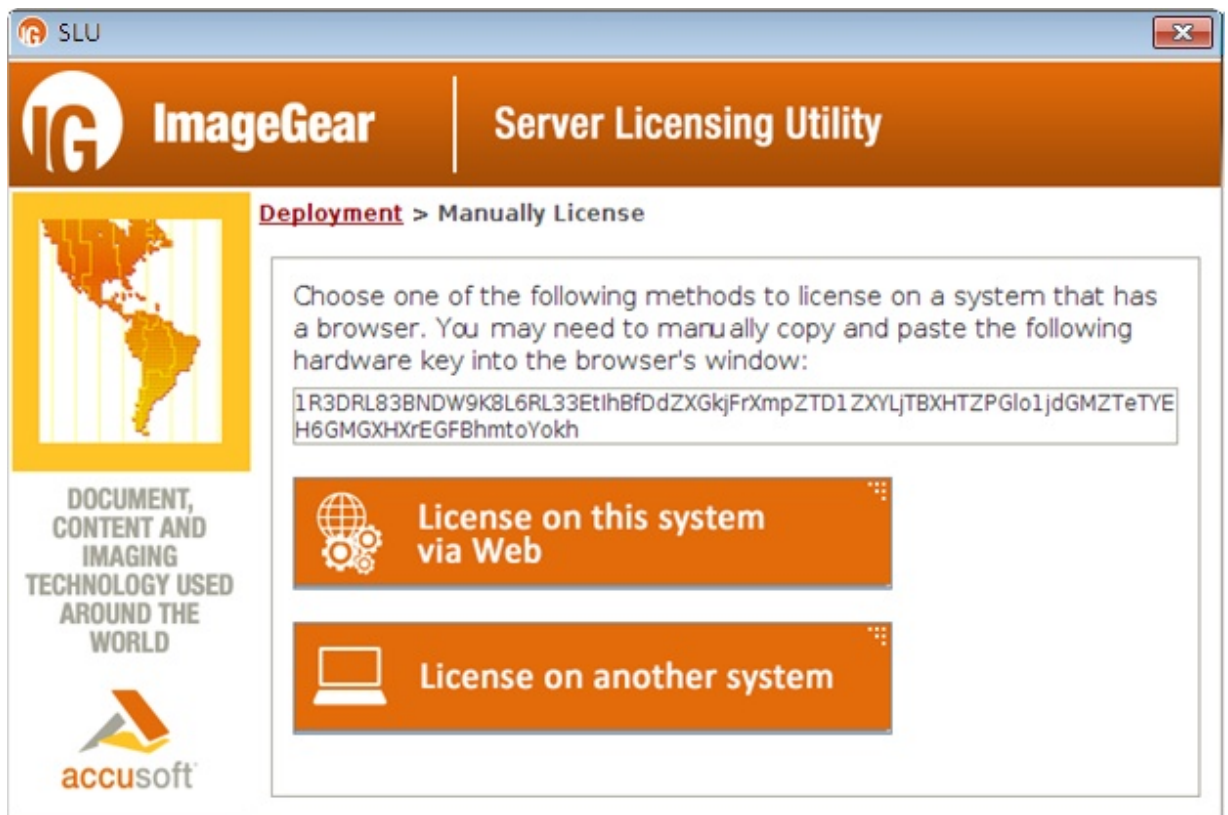 SLU
IG ImageGear
Server Licensing Utility
Deployment > Manually License
Choose one of the following methods to license on a system that has
a browser. You may need to manually copy and paste the following
hardware key into the browser's window:
1R3DRL83BNDW9K8L6RL33EtIhBfDdZXGkjFrXmpZTD1ZXYLjTBXHTZPGlo1jdGMZTeTYE
H6GMGXHXrEGFBhmtoYokh
License on this system
via Web
License on another system
DOCUMENT,
CONTENT AND
IMAGING
TECHNOLOGY USED
AROUND THE
WORLD
accusoft